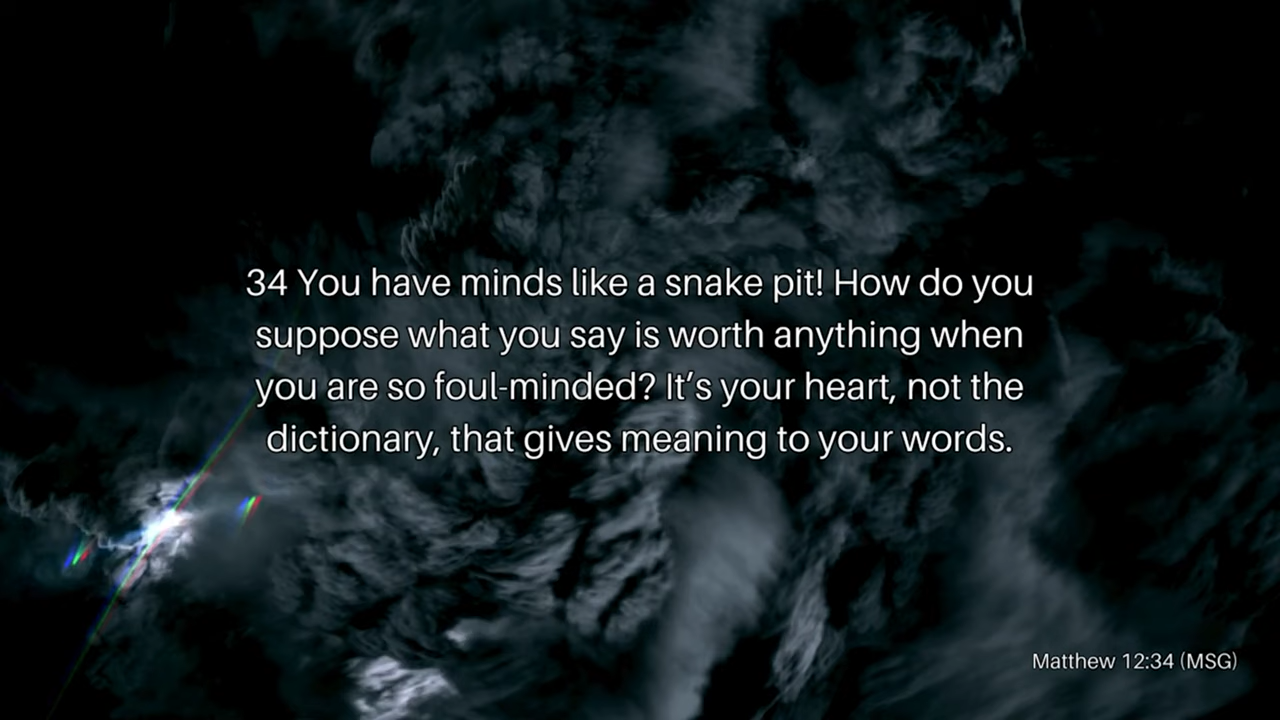 34 You have minds like a snake pit! How do you
suppose what you say is worth anything when
you are so foul-minded? It’s your heart, not the
dictionary, that gives meaning to your words.
Matthew 12:34 (MSG)